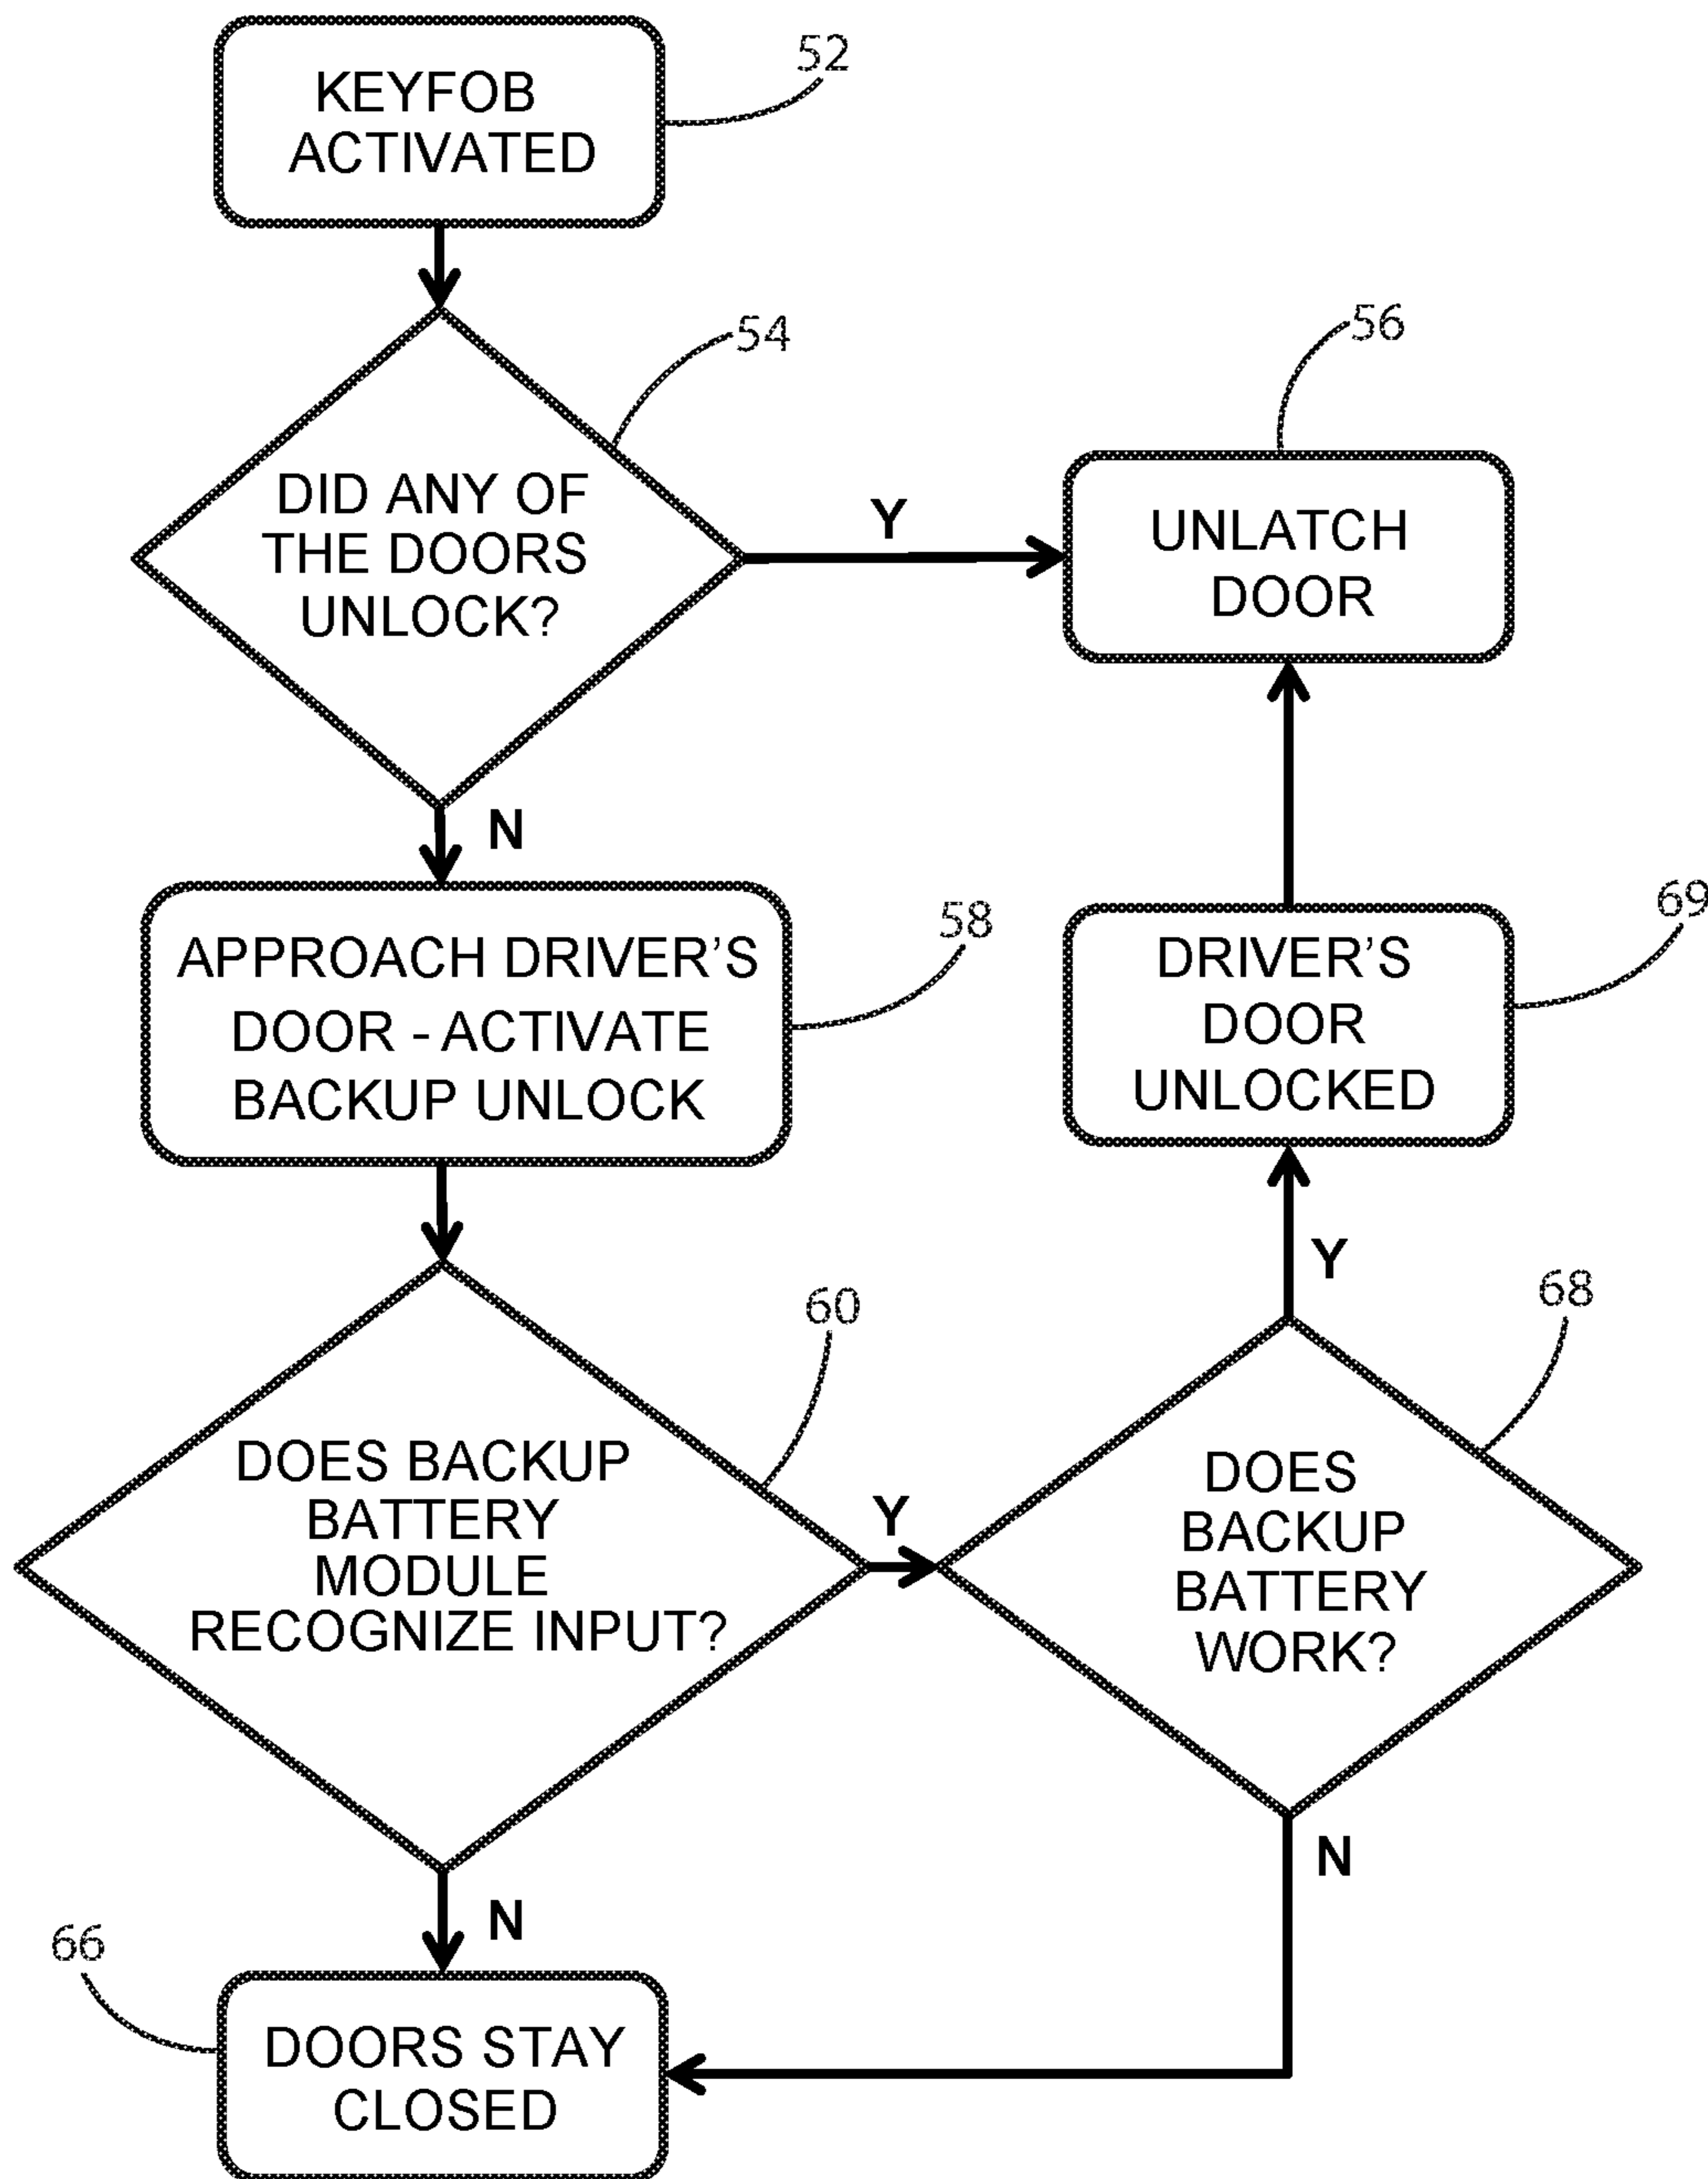 KEYFOB
ACTIVATED
52
DID ANY OF
THE DOORS
UNLOCK?
54
Y
UNLATCH
DOOR
56
N
APPROACH DRIVER'S
DOOR - ACTIVATE
BACKUP UNLOCK
58
DRIVER'S
DOOR
UNLOCKED
69
DOES BACKUP
BATTERY
MODULE
RECOGNIZE INPUT?
60
Y
DOES
BACKUP
BATTERY
WORK?
68
Y
N
N
DOORS STAY
CLOSED
66